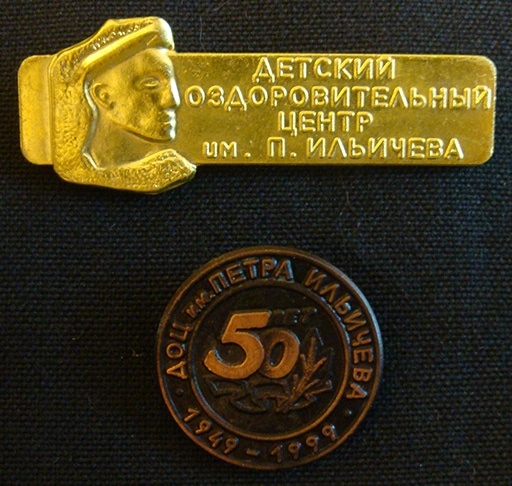 ДЕТСКИЙ
ОЗДОРОВИТЕЛЬНЫЙ
ЦЕНТР
им. П. ИЛЬИЧЕВА
ДОЦ им. ПЕТРА ИЛЬИЧЕВА
50 ЛЕТ
· 1949 - 1999 ·